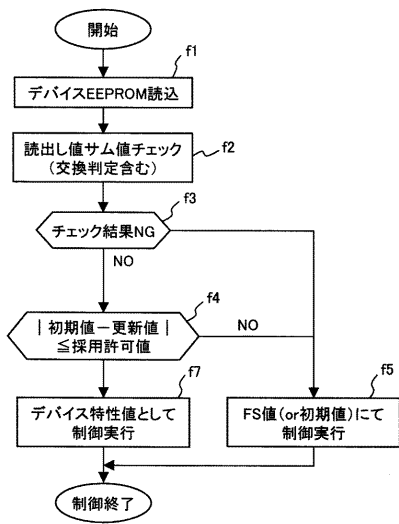 開始
f1
デバイスEEPROM読込
f2
読出し値サム値チェック
(交換判定含む)
f3
チェック結果NG
NO
f4
| 初期値－更新値 |
≦採用許可値
NO
f7
デバイス特性値として
制御実行
f5
FS値(or初期値)にて
制御実行
制御終了